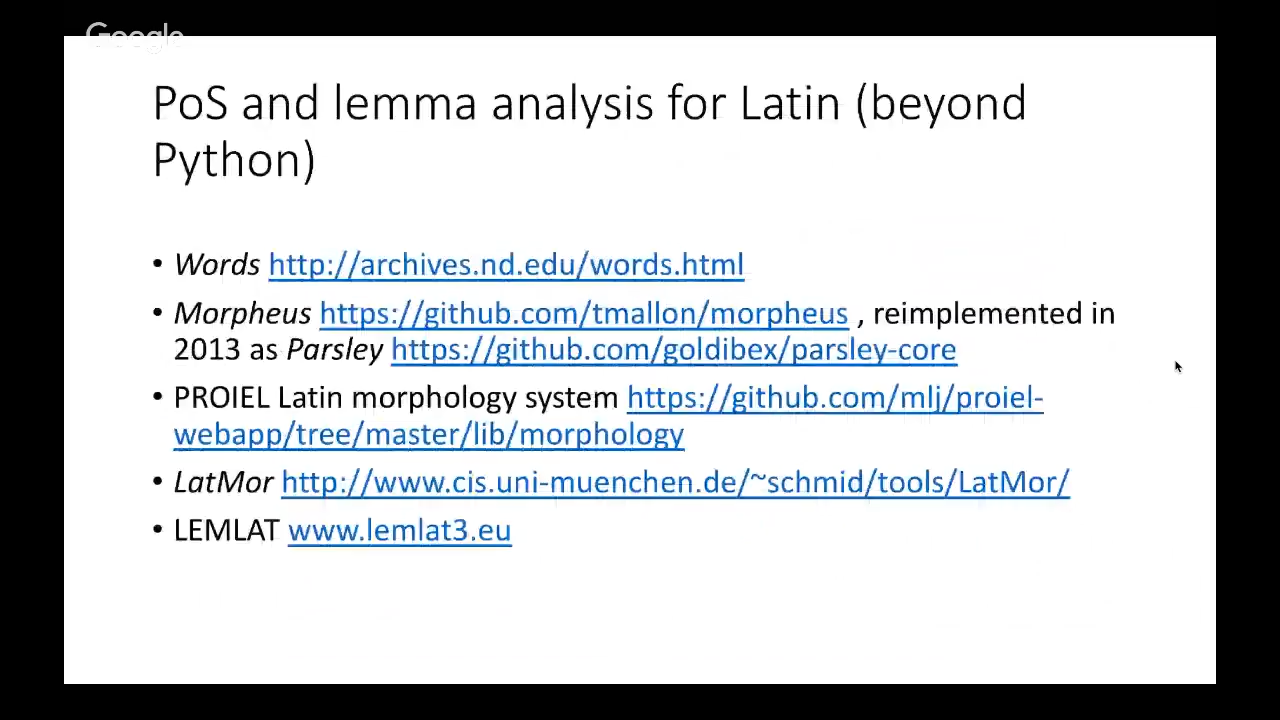 Google
PoS and lemma analysis for Latin (beyond
Python)
• Words http://archives.nd.edu/words.html
• Morpheus https://github.com/tmallon/morpheus , reimplemented in
2013 as Parsley https://github.com/goldibex/parsley-core
• PROIEL Latin morphology system https://github.com/mlj/proiel-
webapp/tree/master/lib/morphology
• LatMor http://www.cis.uni-muenchen.de/~schmid/tools/LatMor/
• LEMLAT www.lemlat3.eu